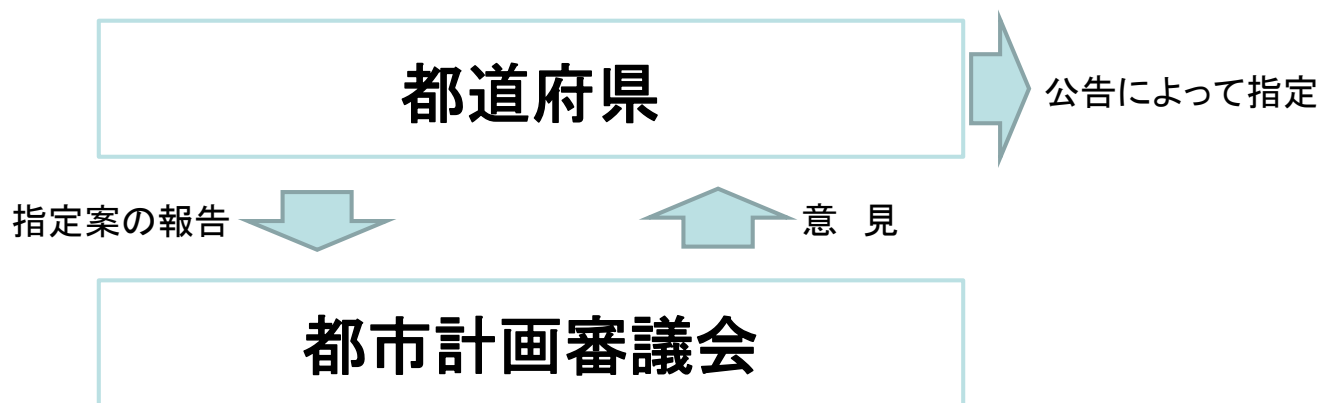 都道府県
公告によって指定
指定案の報告
意　見
都市計画審議会